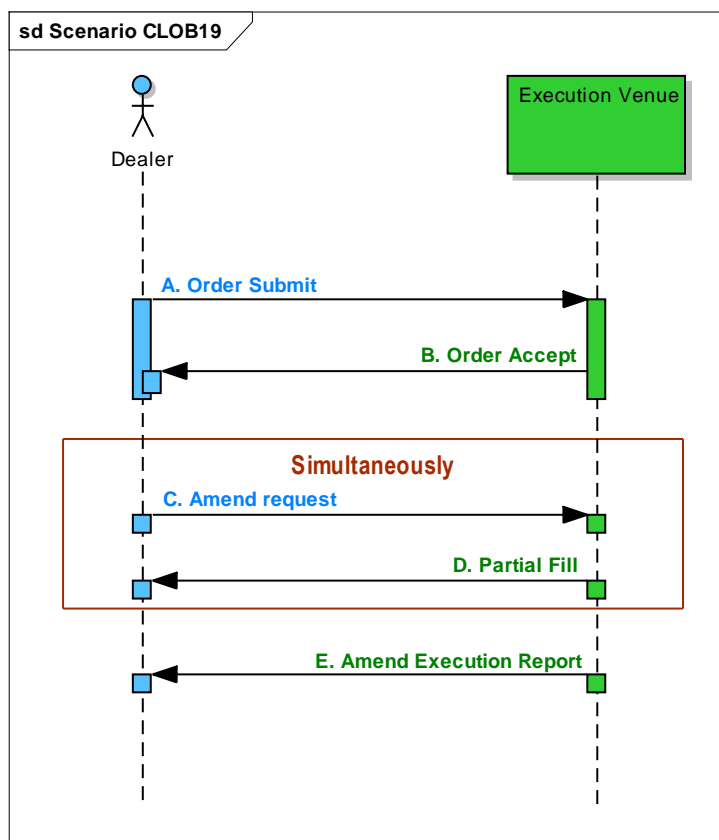 sd Scenario CLOB19
Execution Venue
Dealer
A. Order Submit
B. Order Accept
Simultaneously
C. Amend request
D. Partial Fill
E. Amend Execution Report